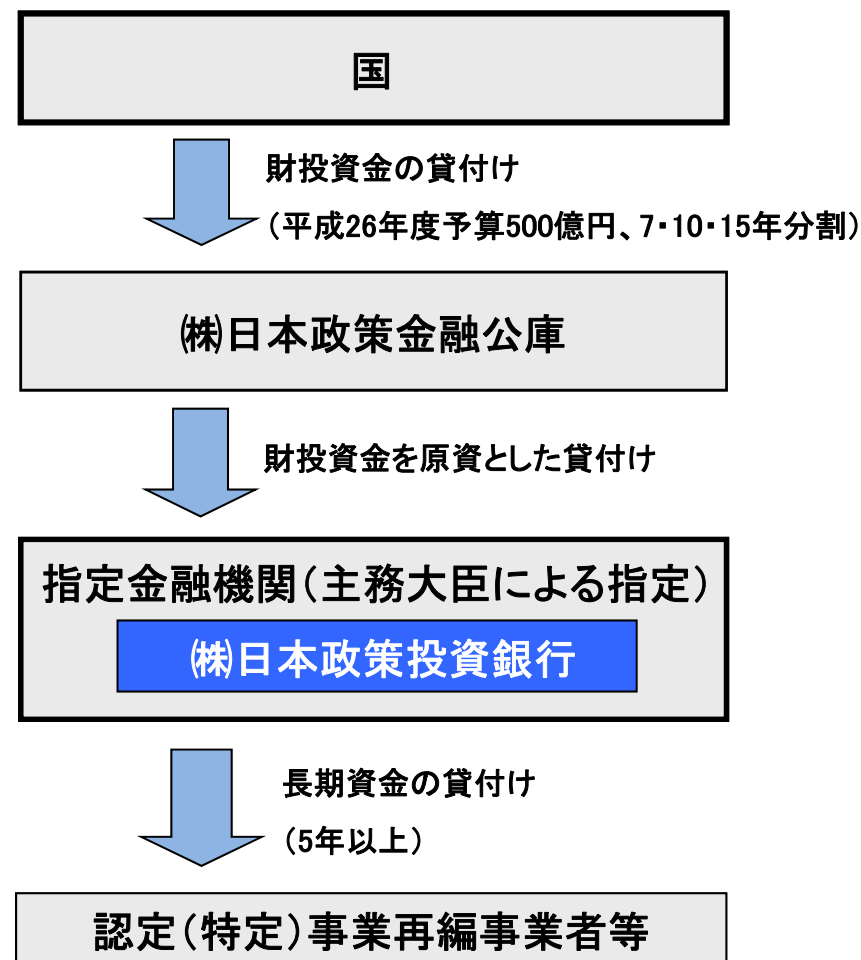 国
財投資金の貸付け
（平成26年度予算500億円、7・10・15年分割）
㈱日本政策金融公庫
財投資金を原資とした貸付け
指定金融機関（主務大臣による指定）
㈱日本政策投資銀行
長期資金の貸付け
（5年以上）
認定（特定）事業再編事業者等